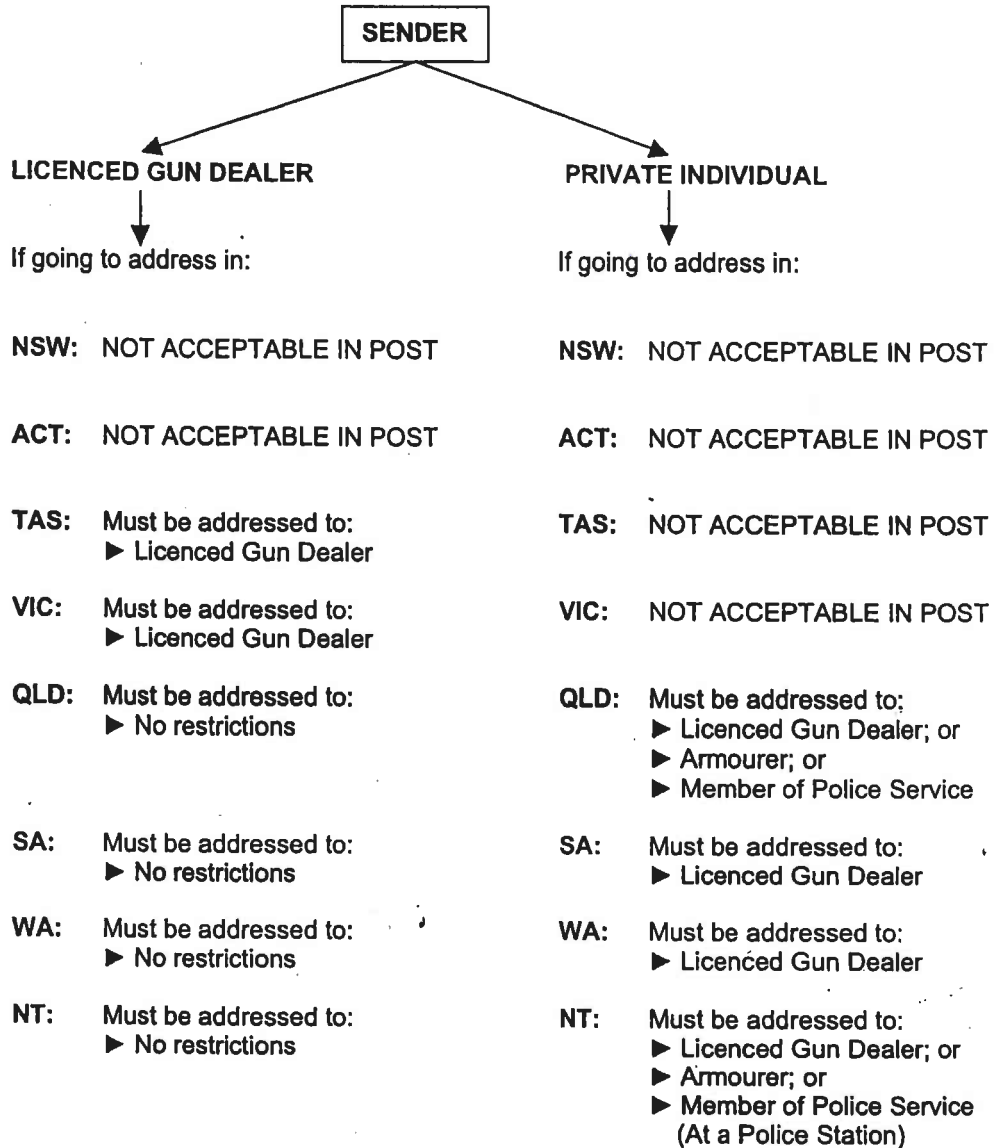 SENDER
LICENCED GUN DEALER
If going to address in:
NSW: NOT ACCEPTABLE IN POST
ACT: NOT ACCEPTABLE IN POST
TAS: Must be addressed to:
► Licenced Gun Dealer
VIC: Must be addressed to:
► Licenced Gun Dealer
QLD: Must be addressed to:
► No restrictions
SA: Must be addressed to:
► No restrictions
WA: Must be addressed to:
► No restrictions
NT: Must be addressed to:
► No restrictions
PRIVATE INDIVIDUAL
If going to address in:
NSW: NOT ACCEPTABLE IN POST
ACT: NOT ACCEPTABLE IN POST
TAS: NOT ACCEPTABLE IN POST
VIC: NOT ACCEPTABLE IN POST
QLD: Must be addressed to:
► Licenced Gun Dealer; or
► Armourer; or
► Member of Police Service
SA: Must be addressed to:
► Licenced Gun Dealer
WA: Must be addressed to:
► Licenced Gun Dealer
NT: Must be addressed to:
► Licenced Gun Dealer; or
► Armourer; or
► Member of Police Service
(At a Police Station)